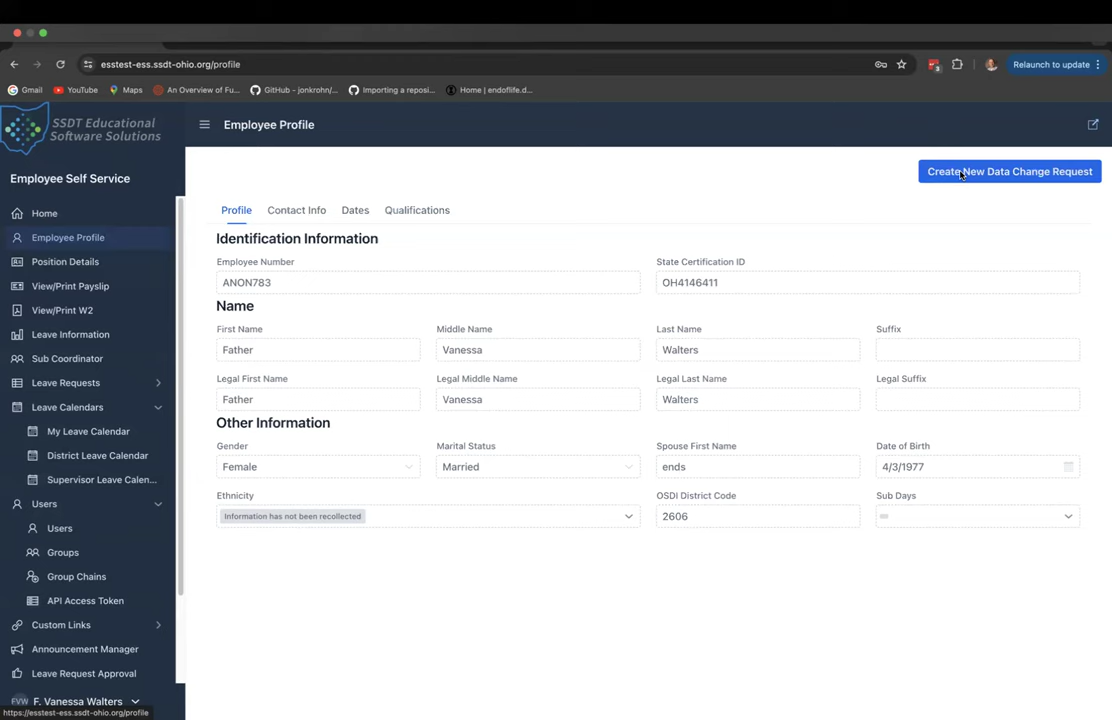 esstest-ess.ssdt-ohio.org/profile
3
Relaunch to update
Gmail
YouTube
Maps
An Overview of Fu...
GitHub - jonkrohn/...
Importing a reposi...
Home | endoflife.d...
SSDT Educational
Software Solutions
Employee Profile
Create New Data Change Request
Employee Self Service
Home
Employee Profile
Position Details
View/Print Payslip
View/Print W2
Leave Information
Sub Coordinator
Leave Requests
Leave Calendars
My Leave Calendar
District Leave Calendar
Supervisor Leave Calen...
Users
Users
Groups
Group Chains
API Access Token
Custom Links
Announcement Manager
Leave Request Approval
FVW F. Vanessa Walters
https://esstest-ess.ssdt-ohio.org/profile
Profile Contact Info Dates Qualifications
Identification Information
Employee Number State Certification ID
ANON783 OH4146411
Name
First Name Middle Name Last Name Suffix
Father Vanessa Walters
Legal First Name Legal Middle Name Legal Last Name Legal Suffix
Father Vanessa Walters
Other Information
Gender Marital Status Spouse First Name Date of Birth
Female Married ends 4/3/1977
Ethnicity OSDI District Code Sub Days
Information has not been recollected 2606